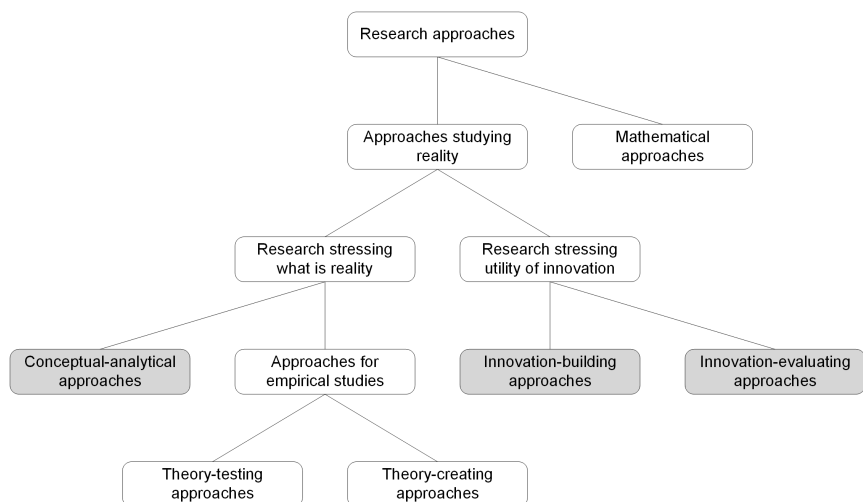 Research approaches
Approaches studying
reality
Mathematical
approaches
Research stressing
what is reality
Research stressing
utility of innovation
Conceptual-analytical
approaches
Approaches for
empirical studies
Innovation-building
approaches
Innovation-evaluating
approaches
Theory-testing
approaches
Theory-creating
approaches